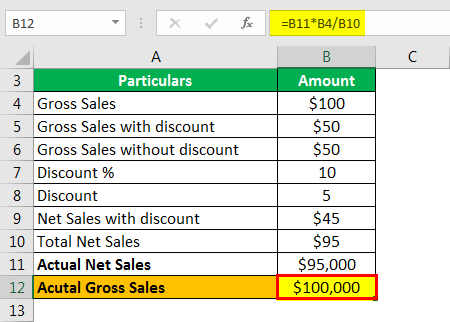 B12 fx =B11*B4/B10
A B C
3 Particulars Amount
4 Gross Sales $100
5 Gross Sales with discount $50
6 Gross Sales without discount $50
7 Discount % 10
8 Discount 5
9 Net Sales with discount $45
10 Total Net Sales $95
11 Actual Net Sales $95,000
12 Acutal Gross Sales $100,000
13